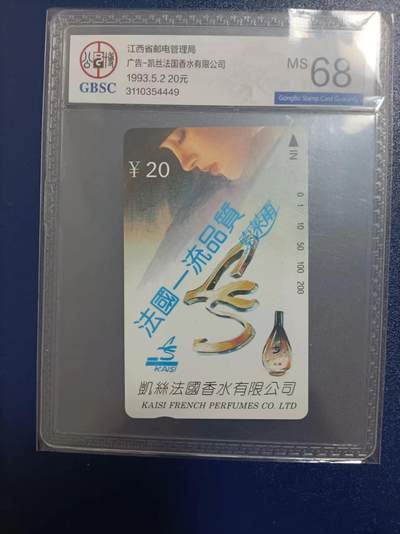 江西省邮电管理局
广告-凯丝法国香水有限公司
1993.5.2 20元
3110354449
GBSC
MS 68
Gongbo Stamp Card Grading
¥20
IN
0 1 10 50 100 200
法國一流品質
KAISI
凱絲法國香水有限公司
KAISI FRENCH PERFUMES CO. LTD